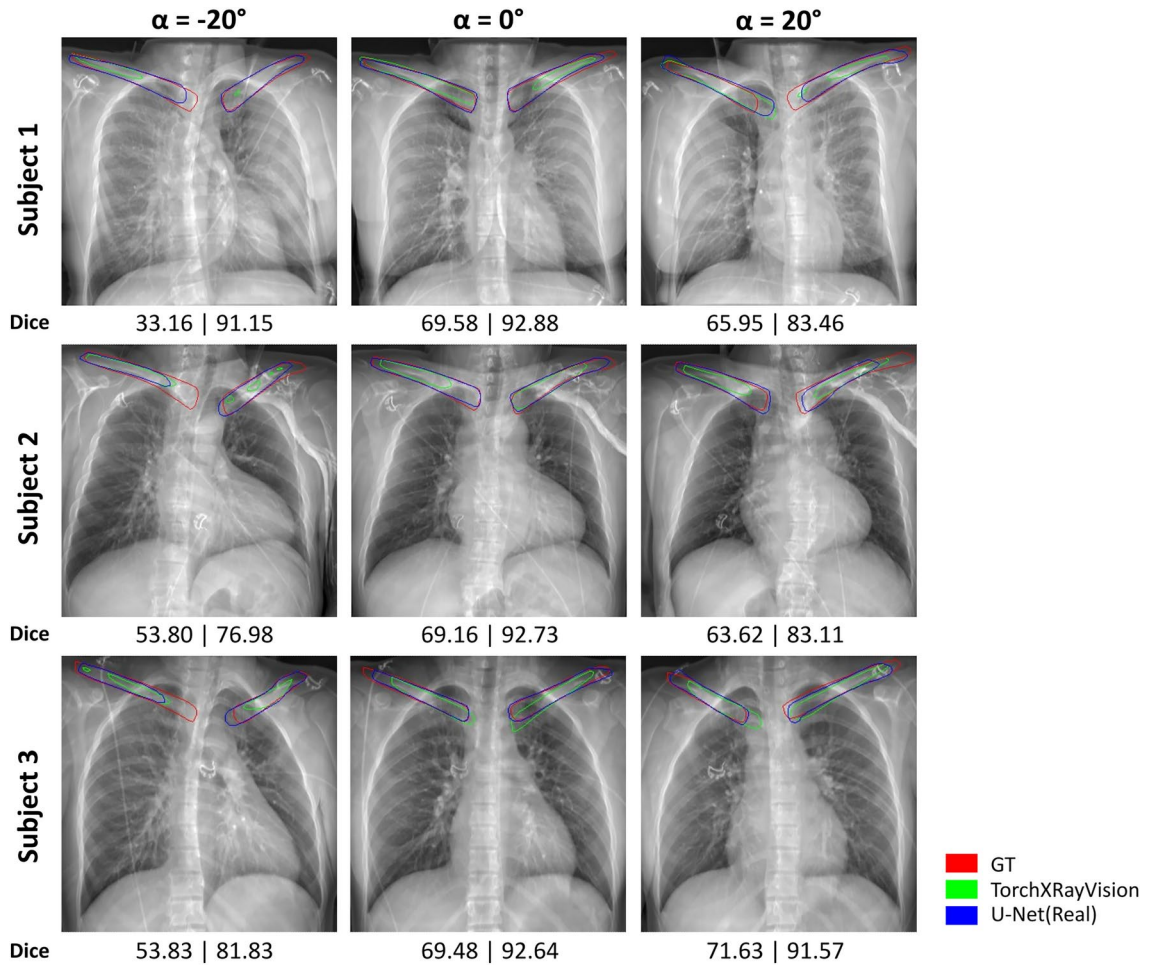 α = -20°
α = 0°
α = 20°
Subject 1
Dice
33.16 | 91.15
69.58 | 92.88
65.95 | 83.46
Subject 2
Dice
53.80 | 76.98
69.16 | 92.73
63.62 | 83.11
Subject 3
Dice
53.83 | 81.83
69.48 | 92.64
71.63 | 91.57
GT
TorchXRayVision
U-Net(Real)